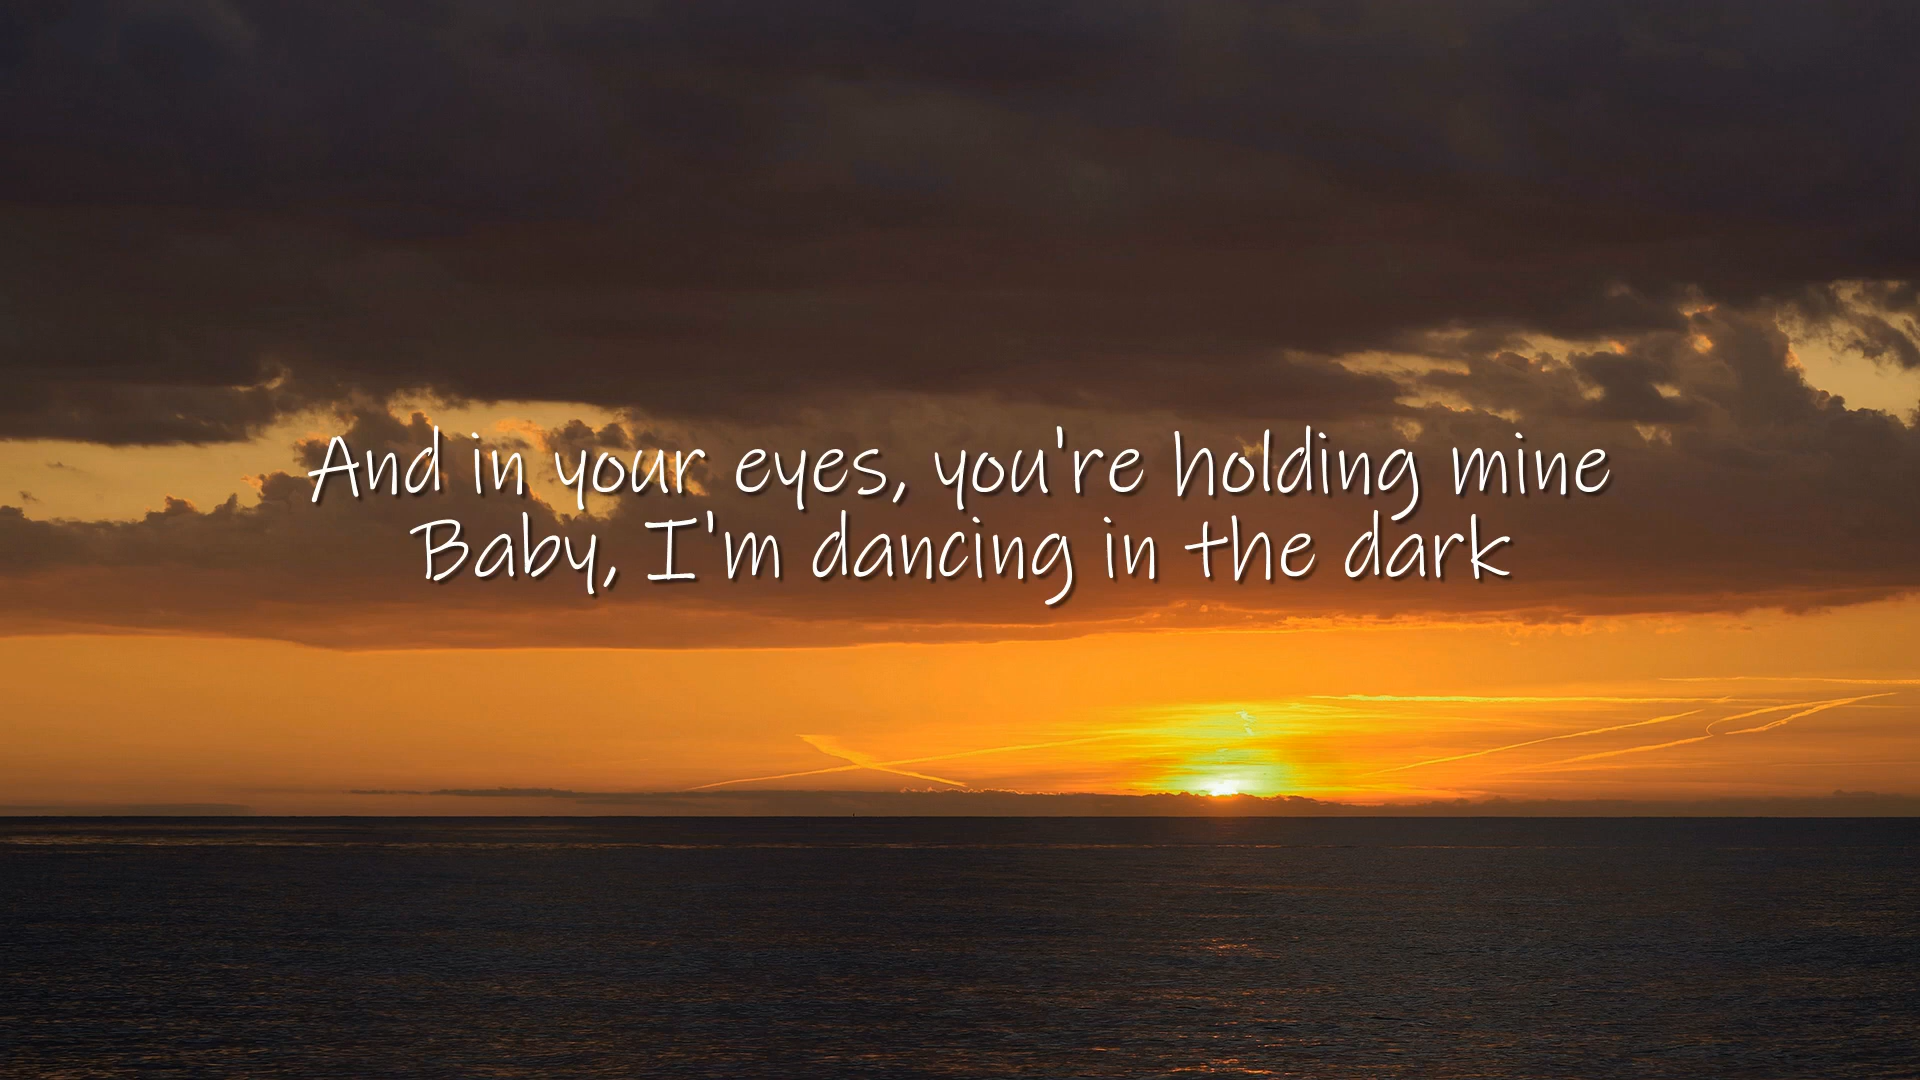 And in your eyes, you're holding mine
Baby, I'm dancing in the dark